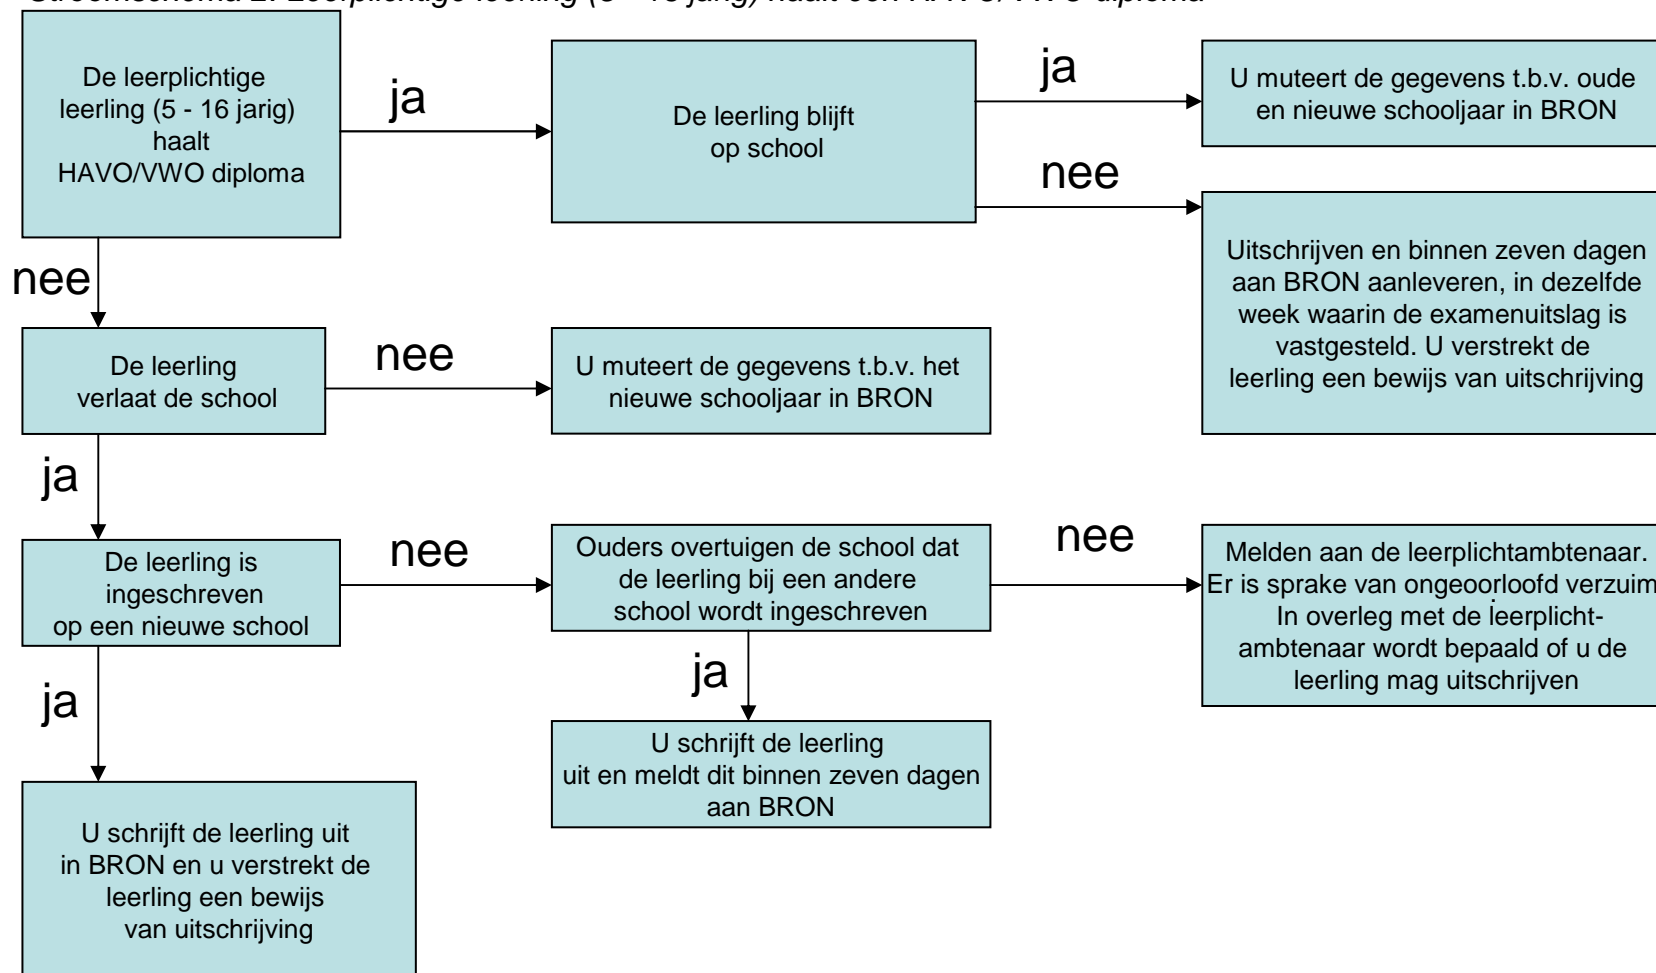 De leerplichtige
leerling (5 - 16 jarig)
haalt
HAVO/VWO diploma
ja
De leerling blijft
op school
ja
U muteert de gegevens t.b.v. oude
en nieuwe schooljaar in BRON
nee
Uitschrijven en binnen zeven dagen
aan BRON aanleveren, in dezelfde
week waarin de examenuitslag is
vastgesteld. U verstrekt de
leerling een bewijs van uitschrijving
nee
De leerling
verlaat de school
nee
U muteert de gegevens t.b.v. het
nieuwe schooljaar in BRON
ja
De leerling is
ingeschreven
op een nieuwe school
nee
Ouders overtuigen de school dat
de leerling bij een andere
school wordt ingeschreven
nee
Melden aan de leerplichtambtenaar.
Er is sprake van ongeoorloofd verzuim
.
In overleg met de leerplicht-
ambtenaar wordt bepaald of u de
leerling mag uitschrijven
ja
U schrijft de leerling
uit en meldt dit binnen zeven dagen
aan BRON
ja
U schrijft de leerling uit
in BRON en u verstrekt de
leerling een bewijs
van uitschrijving